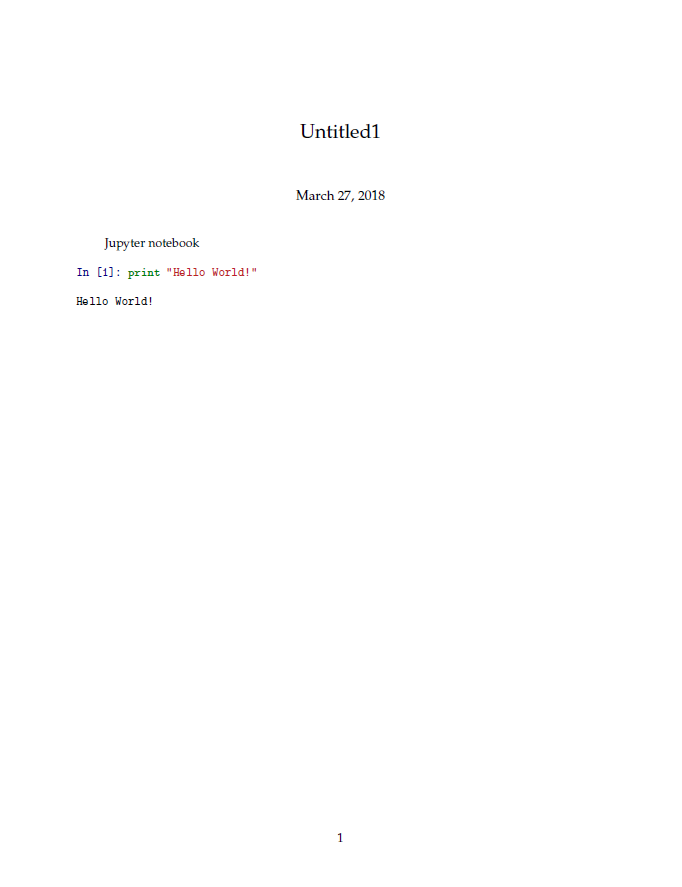 Untitled1
March 27, 2018
Jupyter notebook
In [1]: print "Hello World!"
Hello World!
1